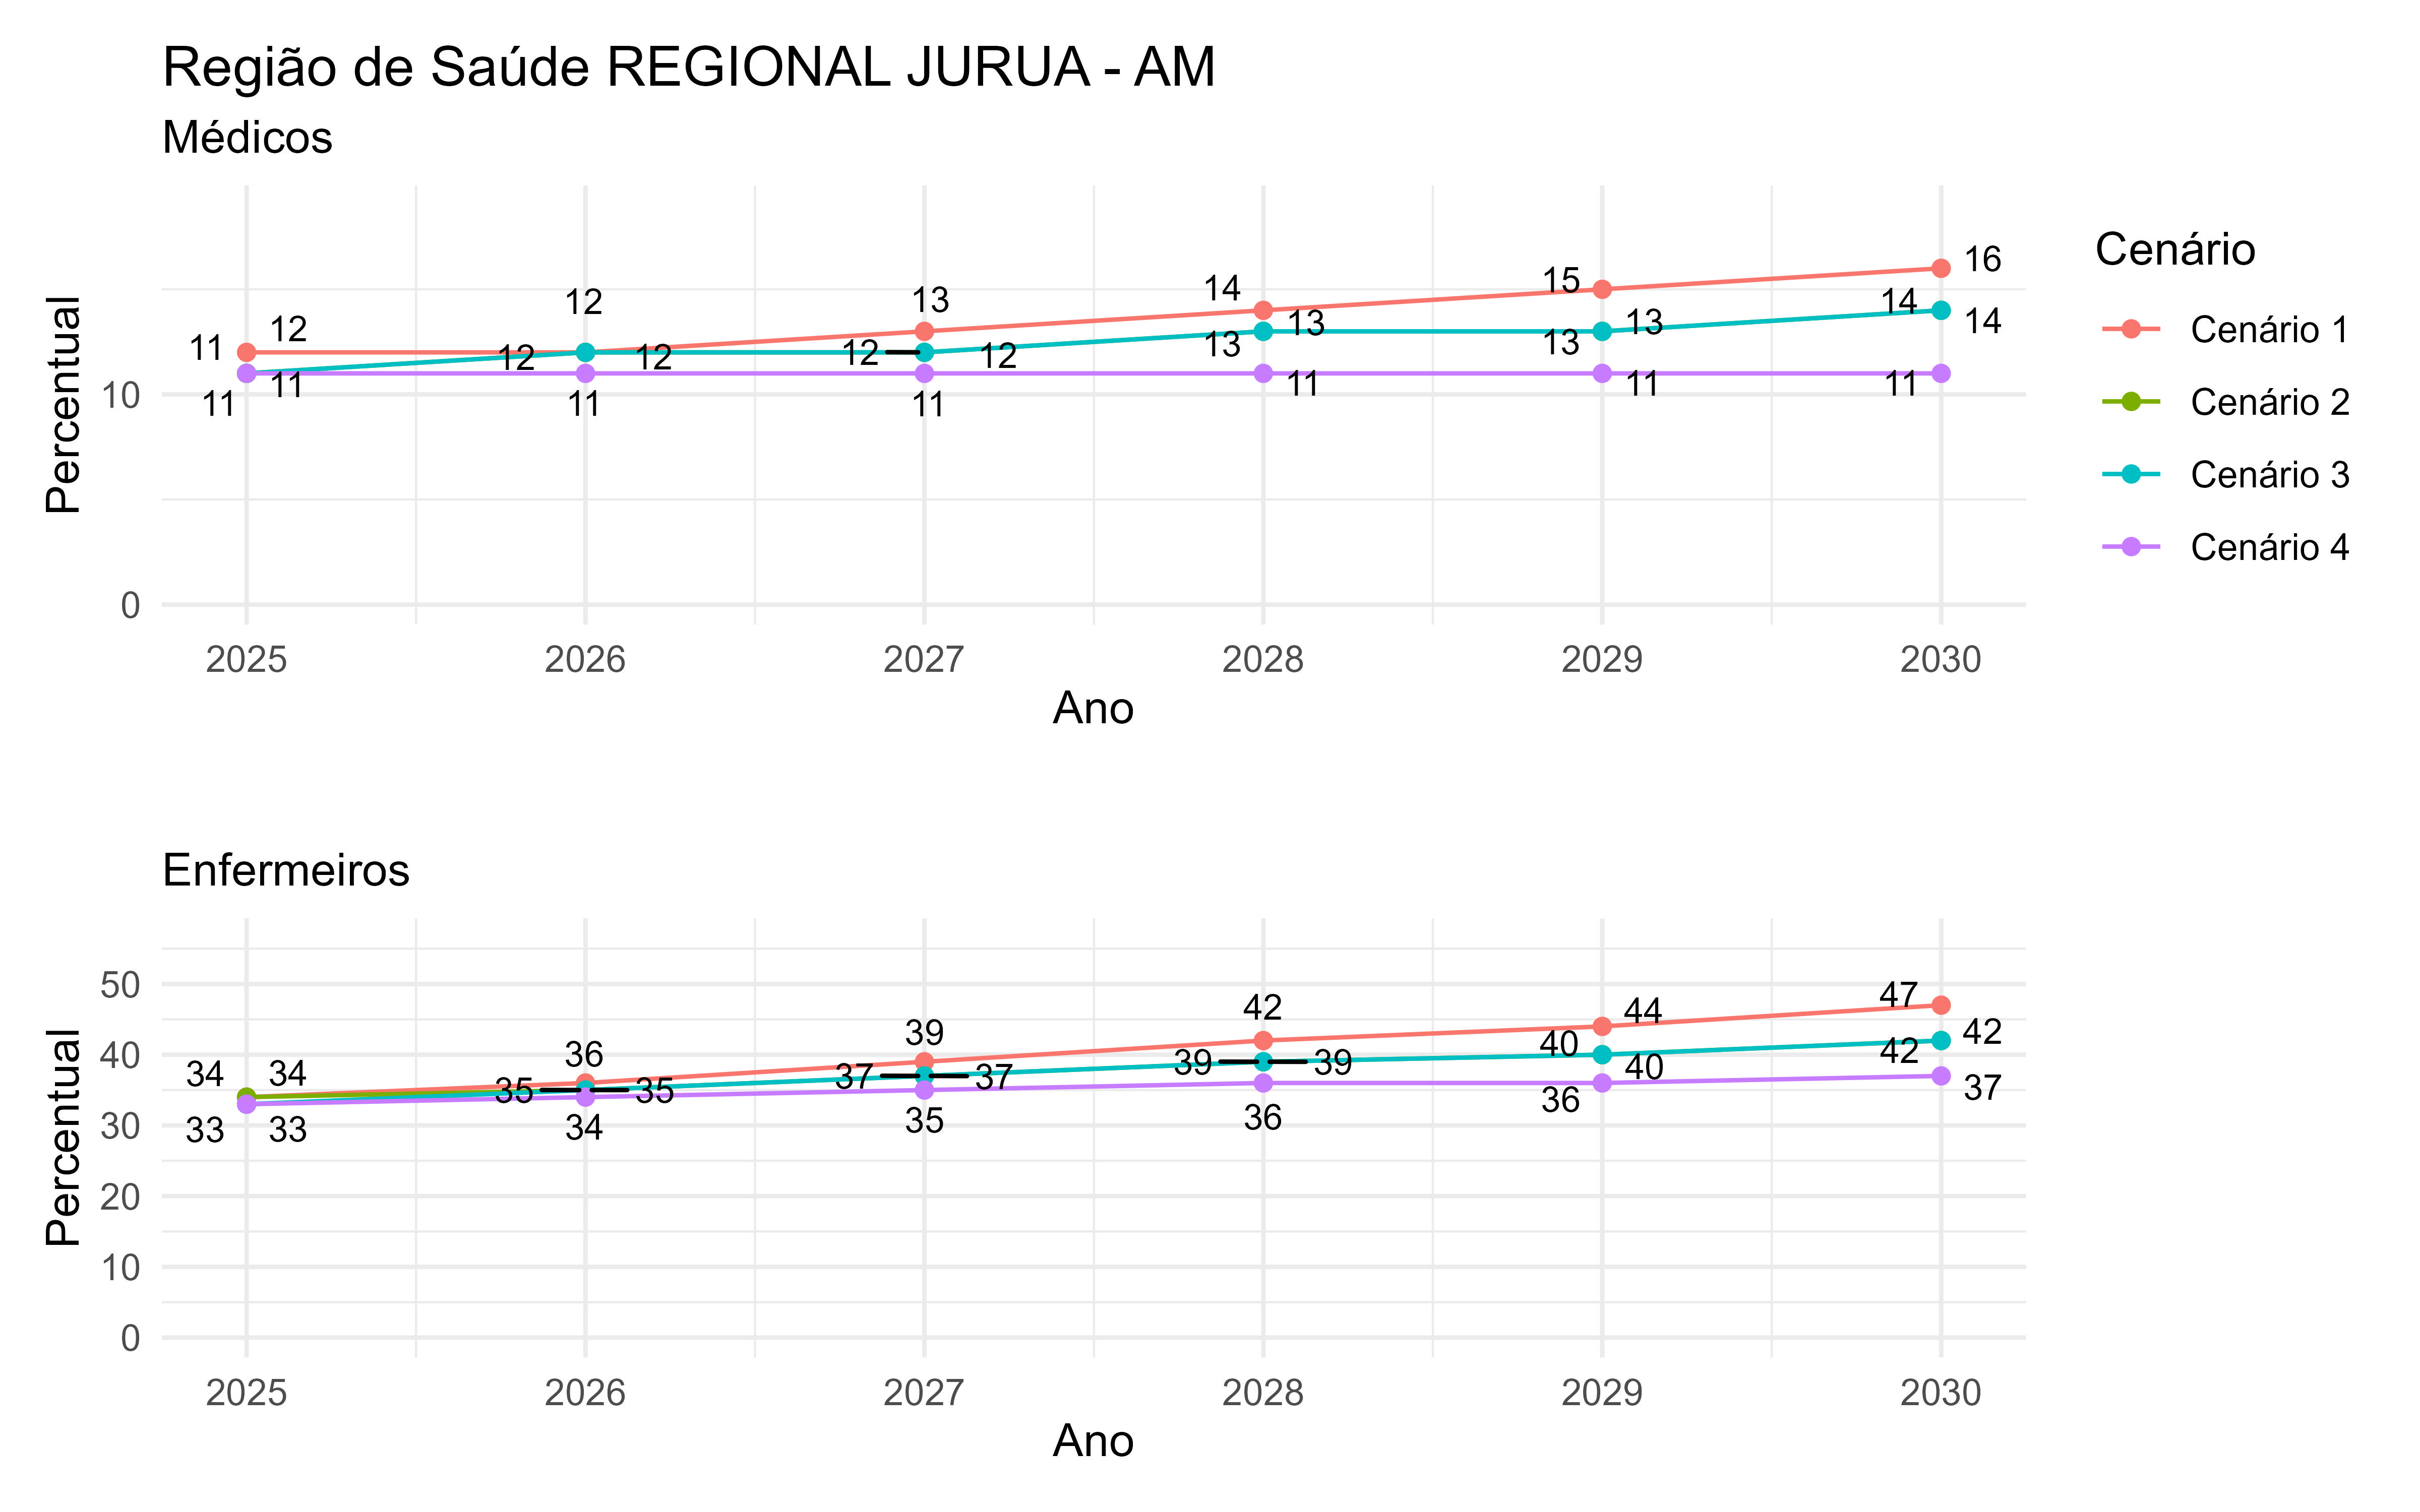 Região de Saúde REGIONAL JURUA - AM
Médicos
Percentual
10
0
11 12 12 13 14 15 16
12 12 12 12 13 13 13 13 14 14
11 11 11 11 11 11 11
2025 2026 2027 2028 2029 2030
Ano
Cenário
Cenário 1
Cenário 2
Cenário 3
Cenário 4
Enfermeiros
Percentual
50
40
30
20
10
0
34 34 36 39 42 44 47
35 35 37 37 39 39 40 40 42 42
33 33 34 35 36 36 37
2025 2026 2027 2028 2029 2030
Ano